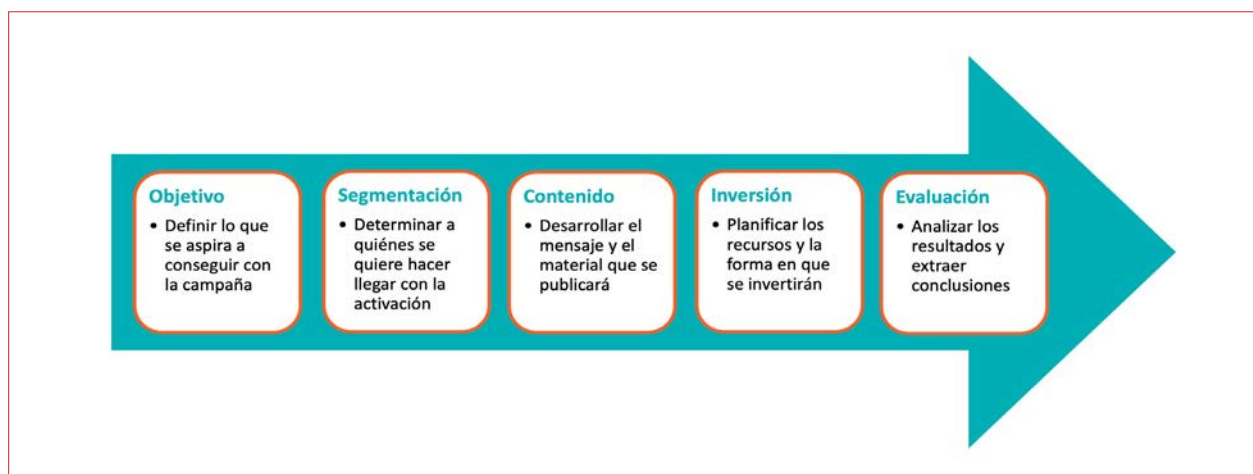 Objetivo
• Definir lo que
se aspira a
conseguir con
la campaña
Segmentación
• Determinar a
quiénes se
quiere hacer
llegar con la
activación
Contenido
• Desarrollar el
mensaje y el
material que se
publicará
Inversión
• Planificar los
recursos y la
forma en que
se invertirán
Evaluación
• Analizar los
resultados y
extraer
conclusiones